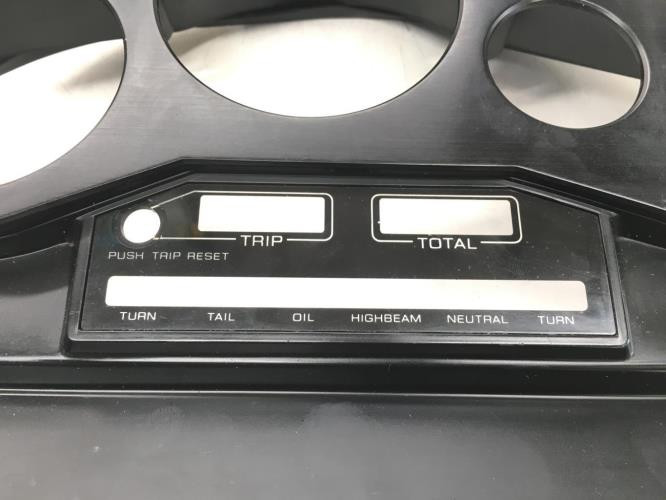 TRIP TOTAL
PUSH TRIP RESET
TURN TAIL OIL HIGHBEAM NEUTRAL TURN